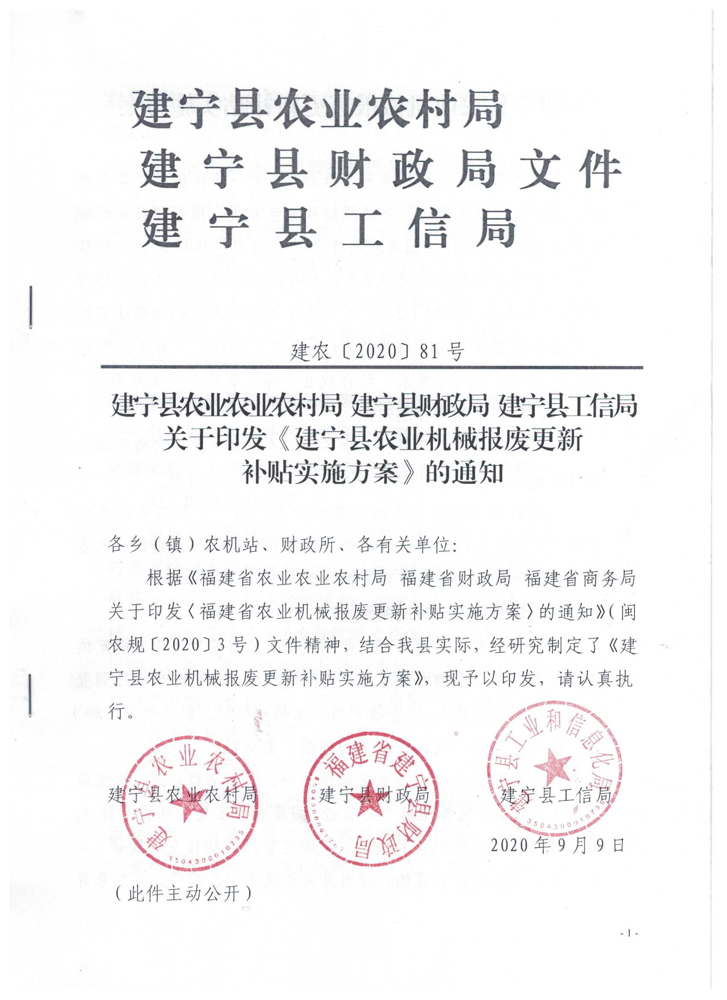 建宁县农业农村局
建宁县财政局文件
建宁县工信局
建农〔2020〕81号
建宁县农业农业农村局 建宁县财政局 建宁县工信局
关于印发《建宁县农业机械报废更新
补贴实施方案》的通知
各乡（镇）农机站、财政所、各有关单位：
根据《福建省农业农业农村局 福建省财政局 福建省商务局
关于印发〈福建省农业机械报废更新补贴实施方案〉的通知》（闽
农规〔2020〕3号）文件精神，结合我县实际，经研究制定了《建
宁县农业机械报废更新补贴实施方案》，现予以印发，请认真执
行。
建宁县农业农村局
3504300010735
福建省建宁县财政局
建宁县工业和信息化局
3504300010736
建宁县农业农村局 建宁县财政局 建宁县工信局
2020年9月9日
（此件主动公开）
- 1 -